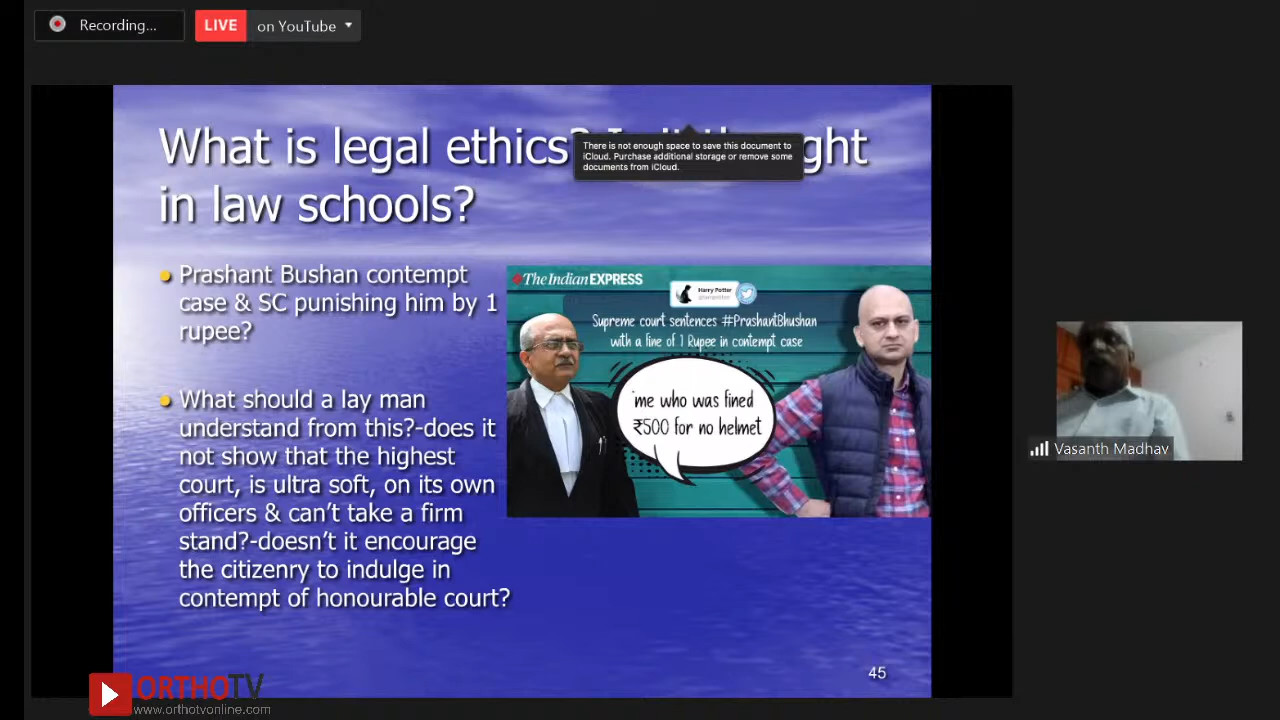 Recording...
LIVE on YouTube
What is legal ethics?
There is not enough space to save this document to
iCloud. Purchase additional storage or remove some
documents from iCloud.
in law schools?
Prashant Bushan contempt
case & SC punishing him by 1
rupee?
What should a lay man
understand from this?-does it
not show that the highest
court, is ultra soft, on its own
officers & can't take a firm
stand?-doesn't it encourage
the citizenry to indulge in
contempt of honourable court?
The Indian EXPRESS
Harry Potter
Supreme court sentences #PrashantBhushan
with a line of 1 Rupee in contempt case
'me who was fined
₹500 for no helmet
45
Vasanth Madhav
ORTHOTV
www.orthotvonline.com